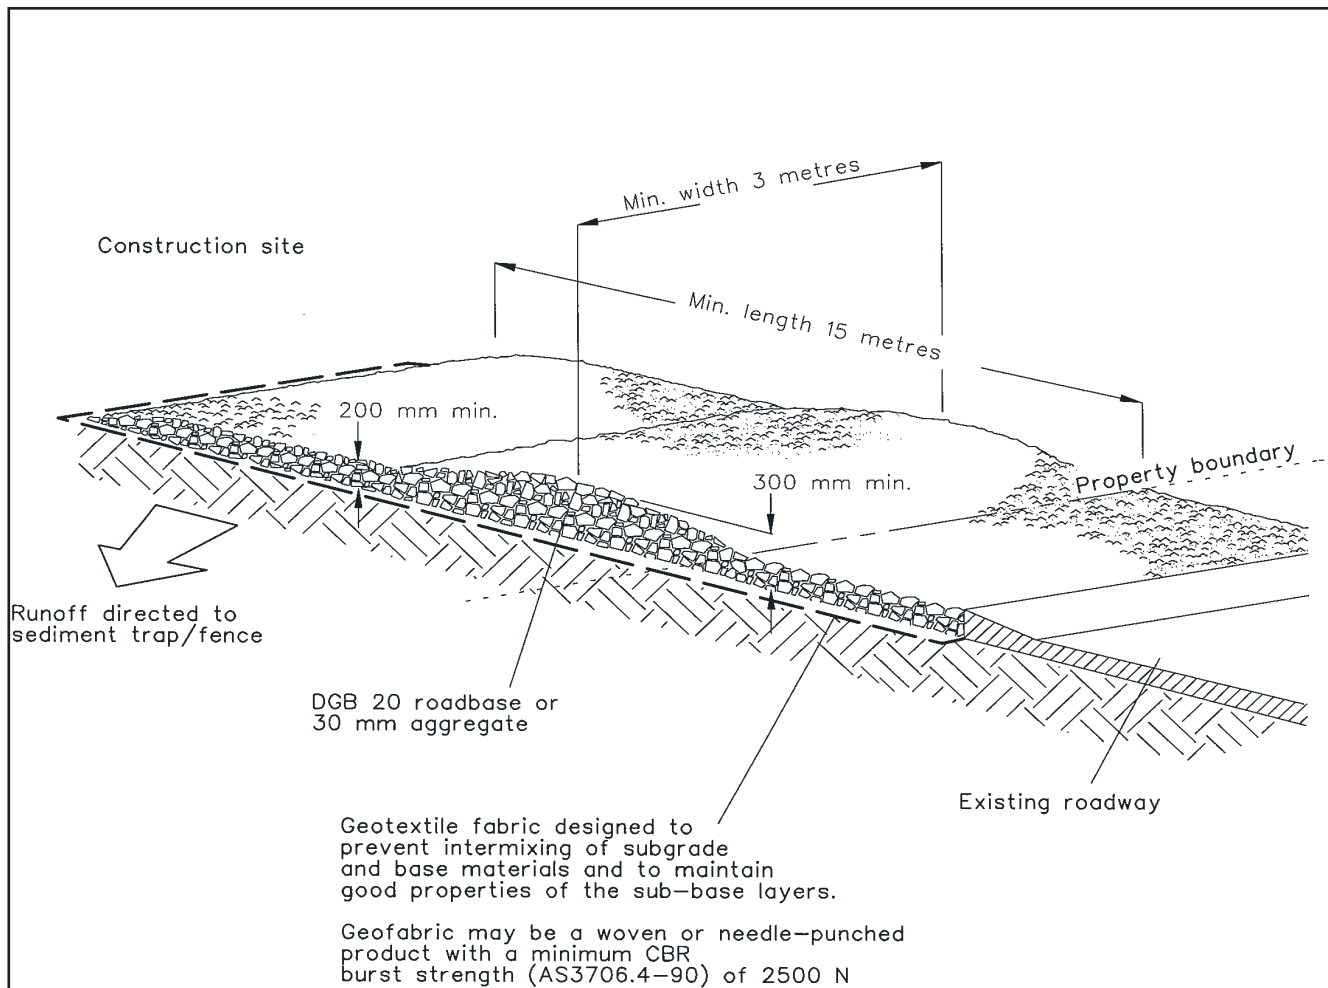 Min. width 3 metres
Construction site
Min. length 15 metres
200 mm min.
Property boundary
300 mm min.
Runoff directed to
sediment trap/fence
DGB 20 roadbase or
30 mm aggregate
Existing roadway
Geotextile fabric designed to
prevent intermixing of subgrade
and base materials and to maintain
good properties of the sub-base layers.
Geofabric may be a woven or needle-punched
product with a minimum CBR
burst strength (AS3706.4-90) of 2500 N